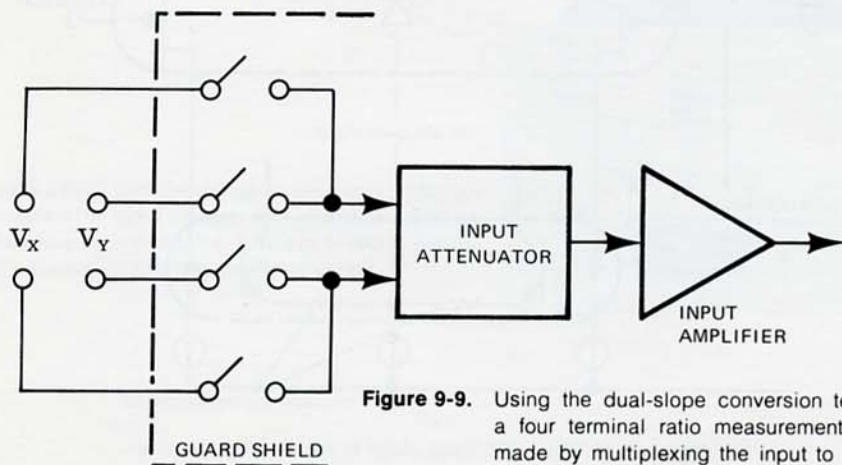 V_X V_Y
INPUT
ATTENUATOR
INPUT
AMPLIFIER
Figure 9-9. Using the dual-slope conversion
a four terminal ratio measurement
made by multiplexing the input to
GUARD SHIELD